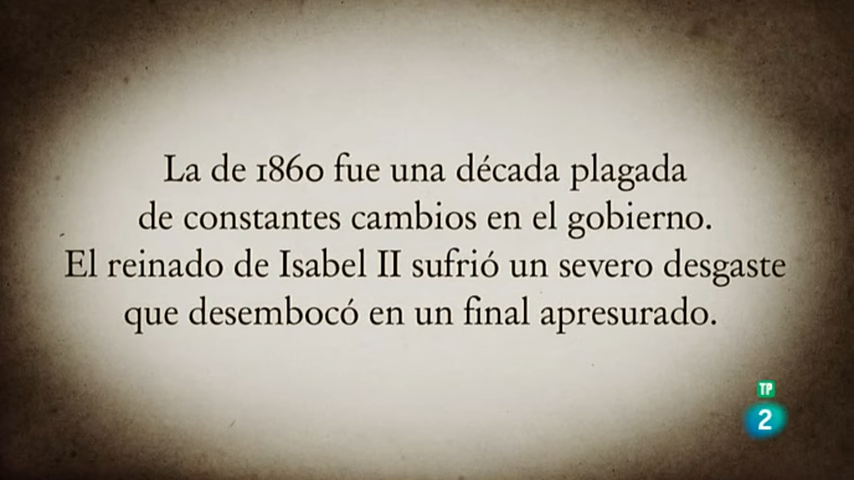 La de 1860 fue una década plagada
de constantes cambios en el gobierno.
El reinado de Isabel II sufrió un severo desgaste
que desembocó en un final apresurado.
TP
2